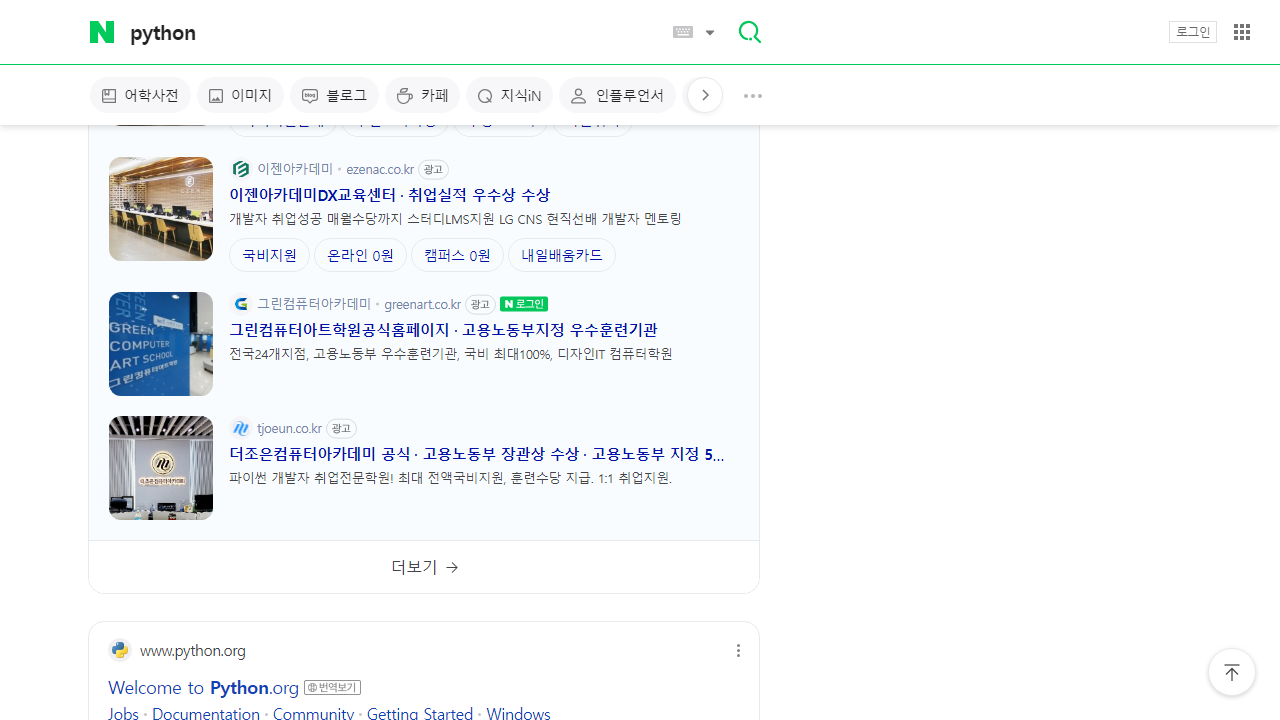 python
로그인
어학사전 이미지 블로그 카페 지식iN 인플루언서
이젠아카데미 · ezenac.co.kr 광고
이젠아카데미DX교육센터 · 취업실적 우수상 수상
개발자 취업성공 매월수당까지 스터디LMS지원 LG CNS 현직선배 개발자 멘토링
국비지원 온라인 0원 캠퍼스 0원 내일배움카드
그린컴퓨터아카데미 · greenart.co.kr 광고 N 로그인
그린컴퓨터아트학원공식홈페이지 · 고용노동부지정 우수훈련기관
전국24개지점, 고용노동부 우수훈련기관, 국비 최대100%, 디자인IT 컴퓨터학원
GREEN
COMPUTER
ART SCHOOL
그린컴퓨터아트학원
tjoeun.co.kr 광고
더조은컴퓨터아카데미 공식 · 고용노동부 장관상 수상 · 고용노동부 지정 5...
파이썬 개발자 취업전문학원! 최대 전액국비지원, 훈련수당 지급. 1:1 취업지원.
더보기 →
www.python.org
Welcome to Python.org 번역보기
Jobs · Documentation · Community · Getting Started · Windows